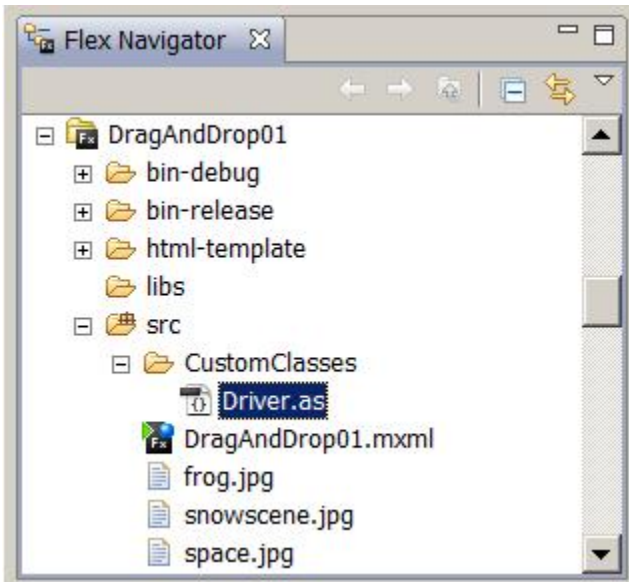 Flex Navigator
DragAndDrop01
bin-debug
bin-release
html-template
libs
src
CustomClasses
Driver.as
DragAndDrop01.mxml
frog.jpg
snowscene.jpg
space.jpg